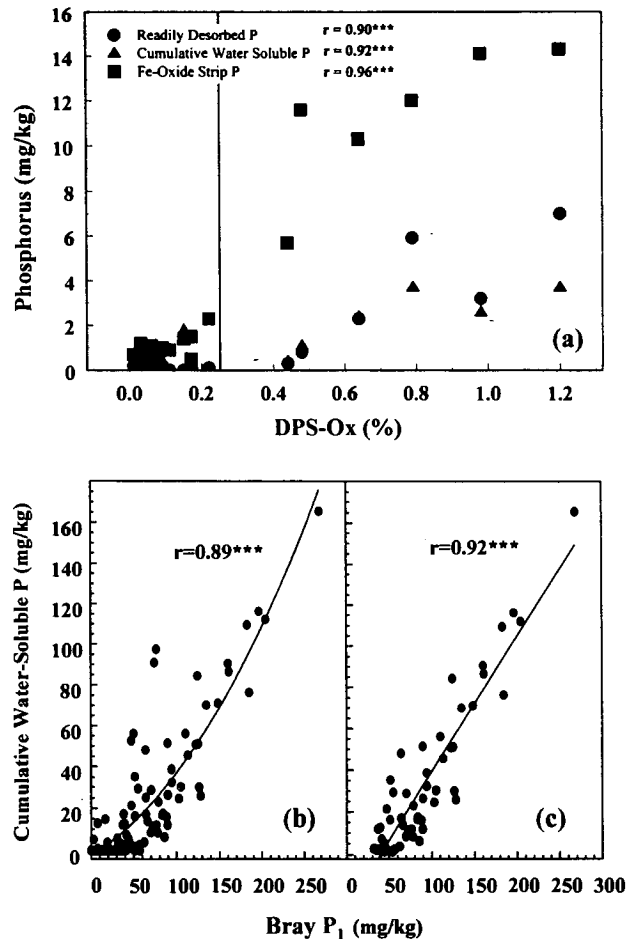 Readily Desorbed P r = 0.90***
Cumulative Water Soluble P r = 0.92***
Fe-Oxide Strip P r = 0.96***
Phosphorus (mg/kg)
16
14
12
10
8
6
4
2
0
(a)
0.0 0.2 0.4 0.6 0.8 1.0 1.2
DPS-Ox (%)
Cumulative Water-Soluble P (mg/kg)
160
140
120
100
80
60
40
20
0
r=0.89***
r=0.92***
(b)
(c)
0 50 100 150 200 250
50 100 150 200 250 300
Bray P1 (mg/kg)